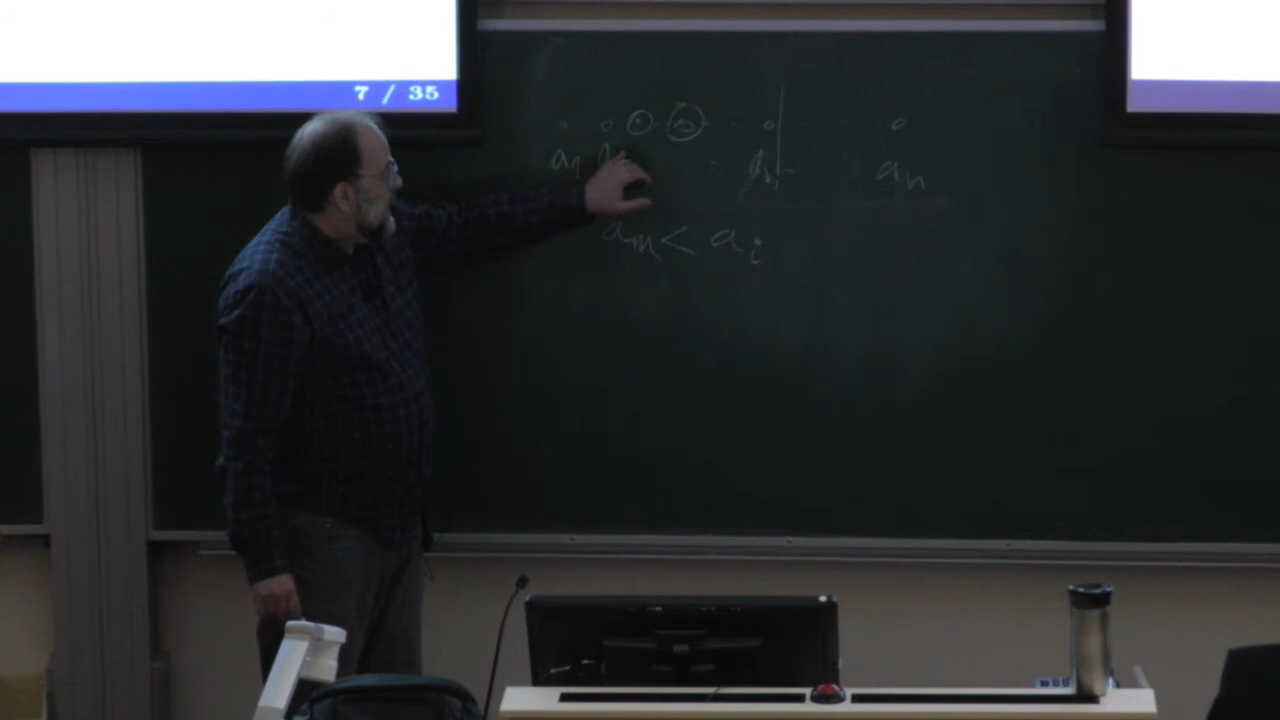 7 / 35
a₁ a aᵢ aₙ
aₘ < aᵢ